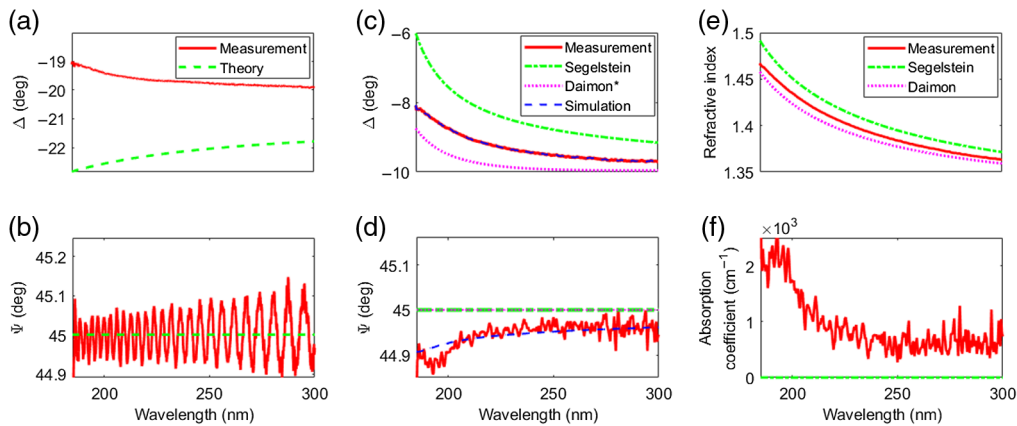 (a)
Δ (deg)
−19
−20
−21
−22
Measurement
Theory
(c)
Δ (deg)
−6
−8
−10
Measurement
Segelstein
Daimon*
Simulation
(e)
Refractive index
1.5
1.45
1.4
1.35
Measurement
Segelstein
Daimon
(b)
Ψ (deg)
45.2
45.1
45
44.9
200
250
300
Wavelength (nm)
(d)
Ψ (deg)
45.1
45
44.9
200
250
300
Wavelength (nm)
(f)
×10³
Absorption
coefficient (cm⁻¹)
2
1
0
200
250
300
Wavelength (nm)